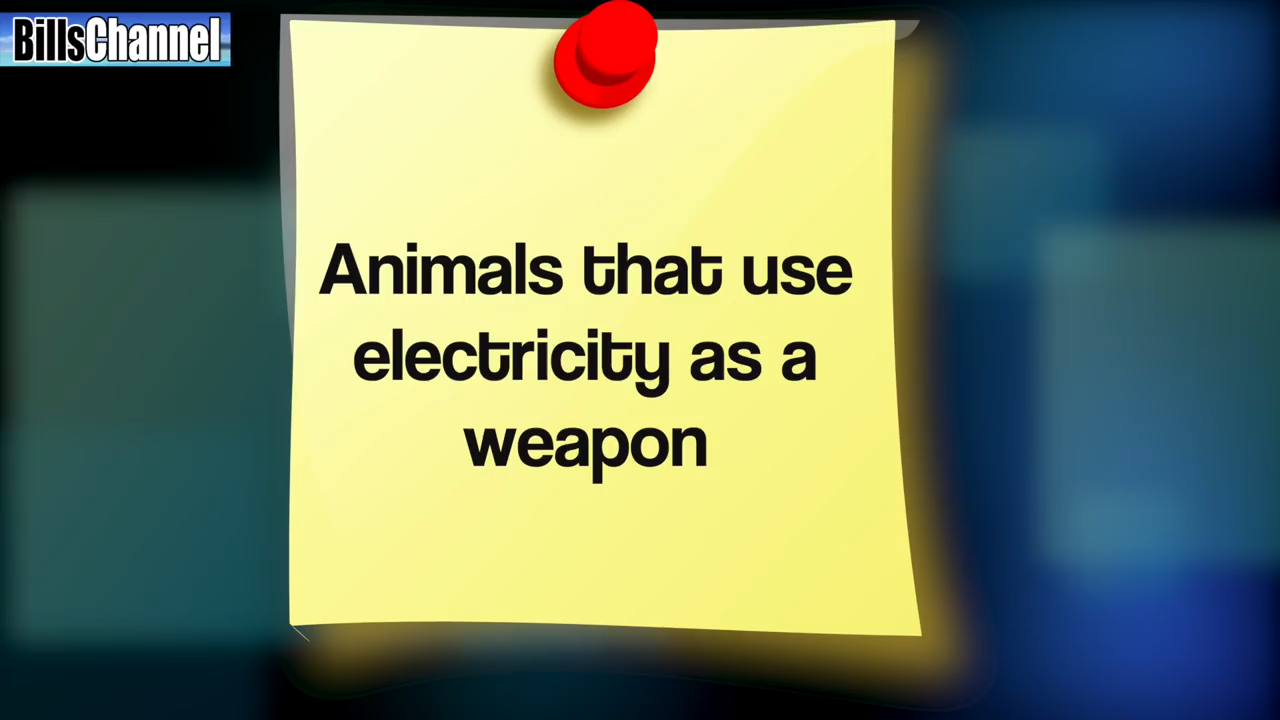 BillsChannel
Animals that use
electricity as a
weapon